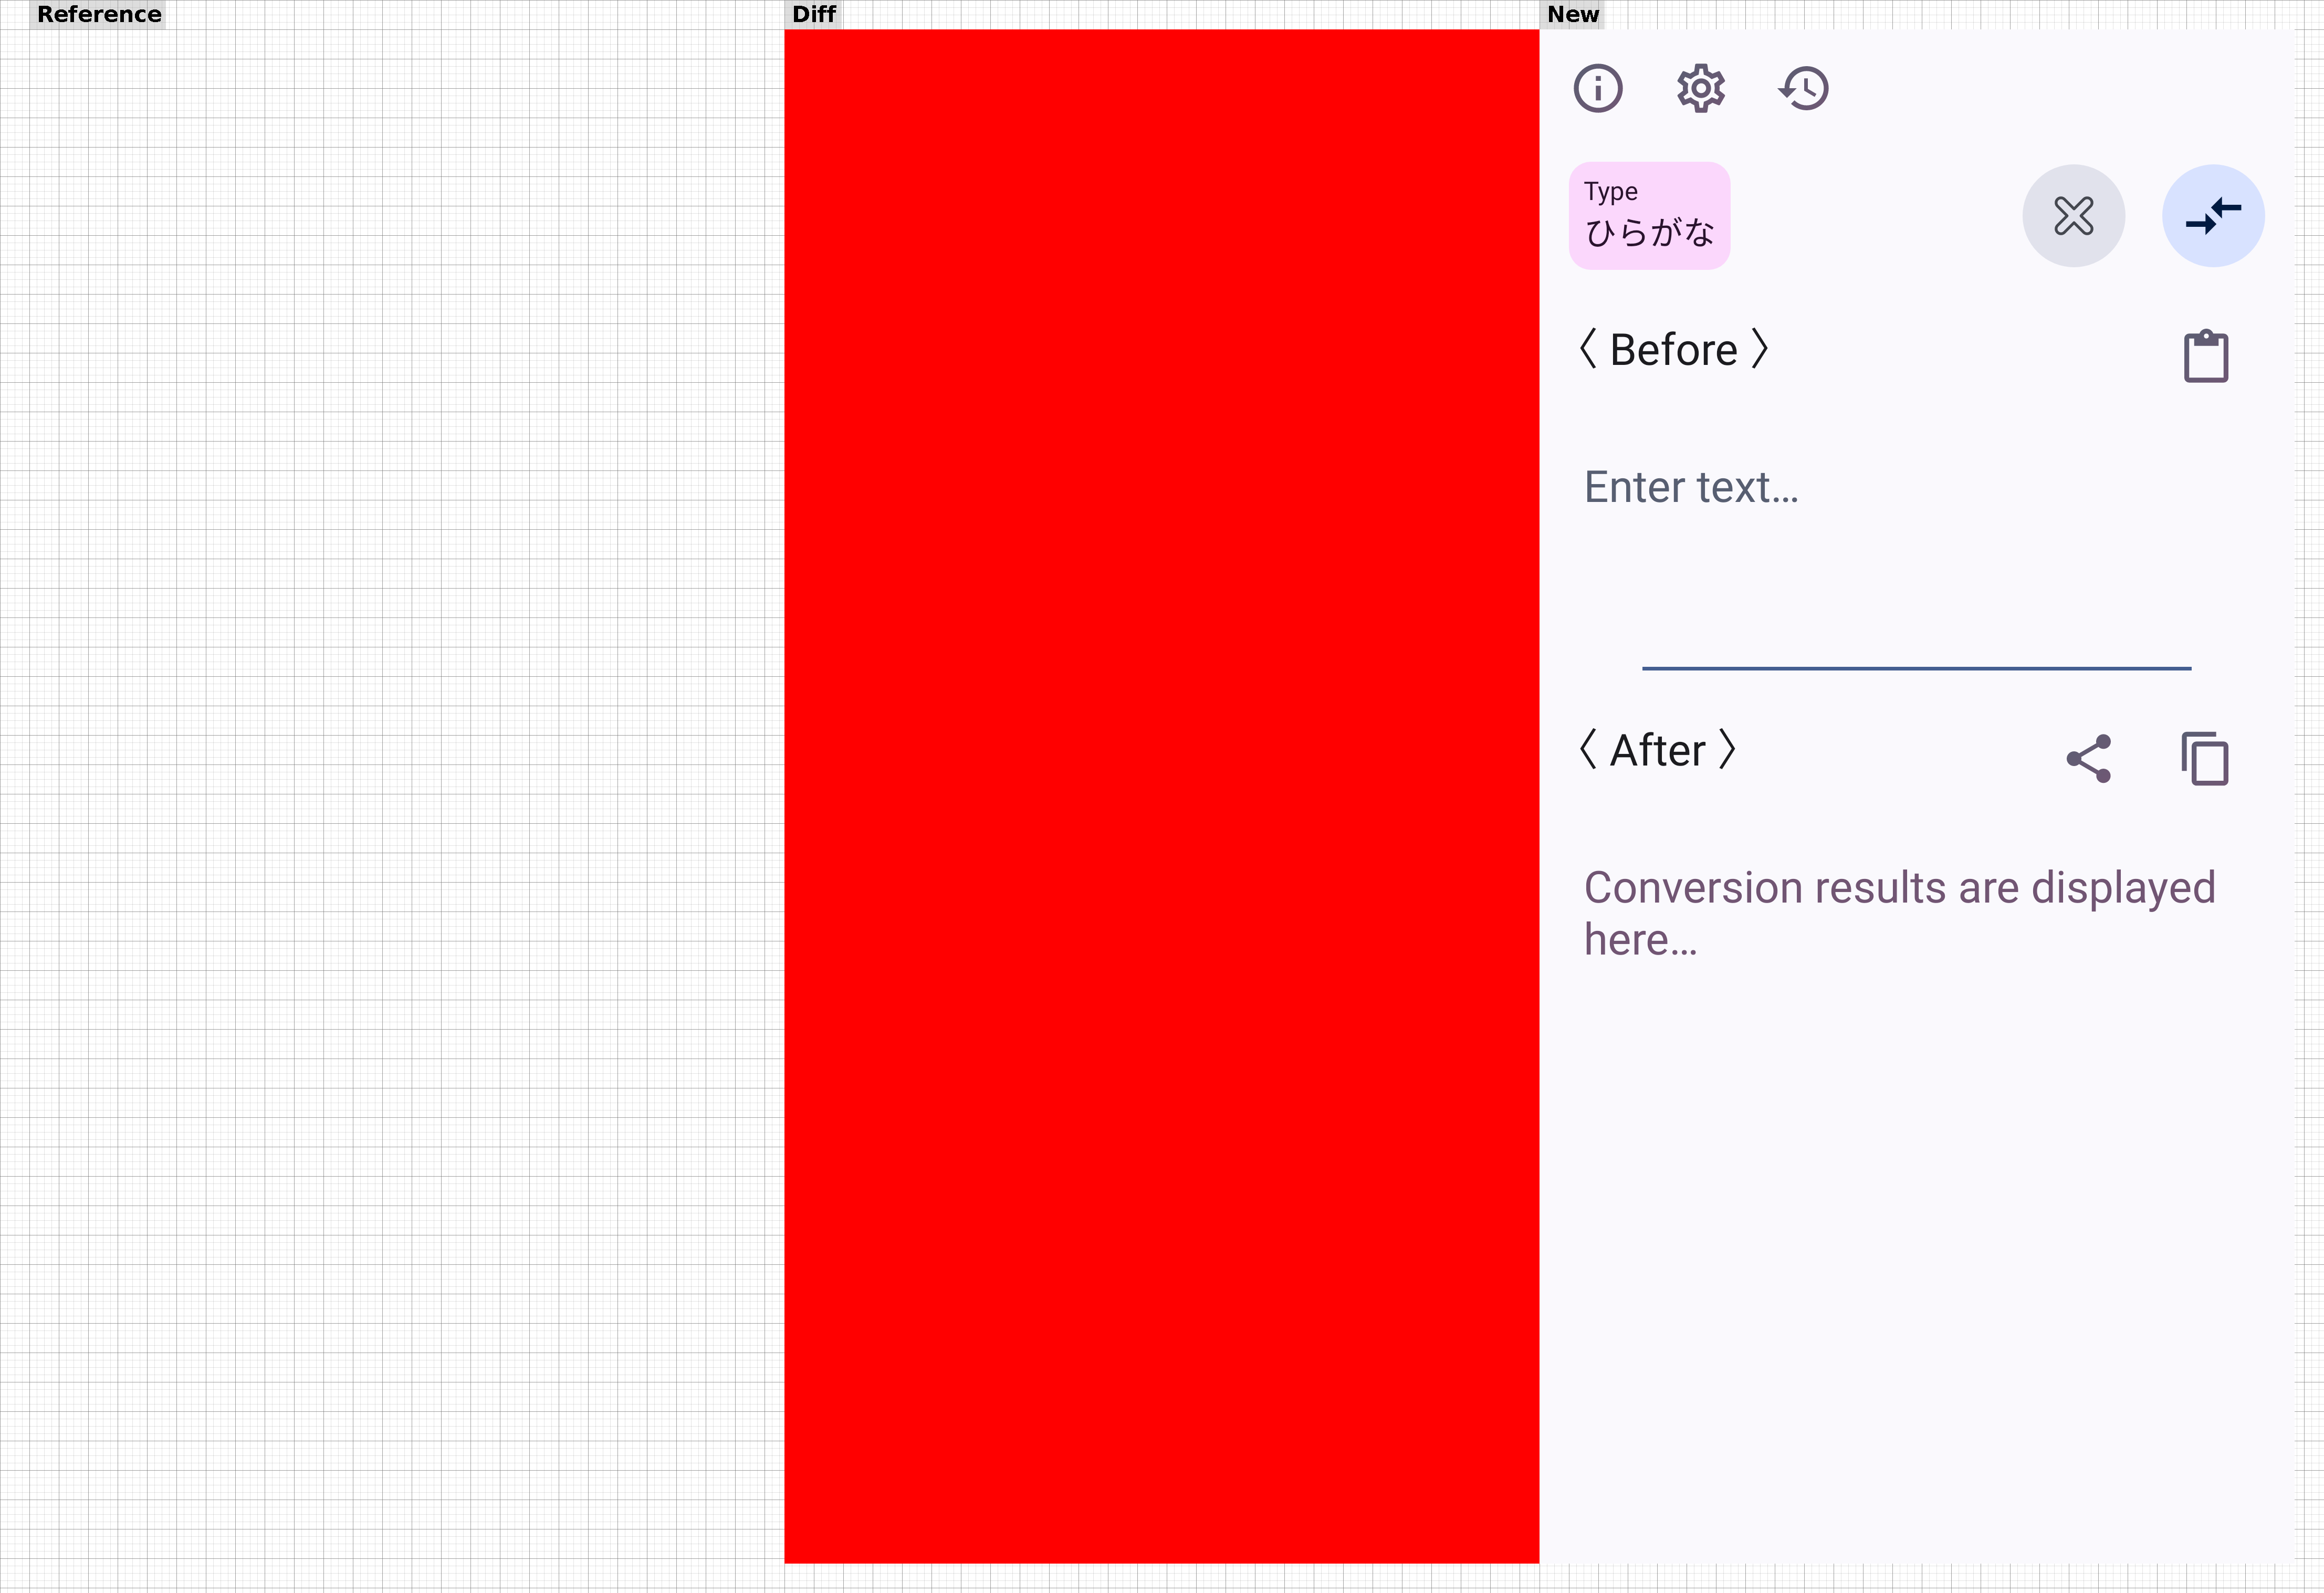 Reference
Diff
New
Type
ひらがな
〈 Before 〉
Enter text...
〈 After 〉
Conversion results are displayed
here...